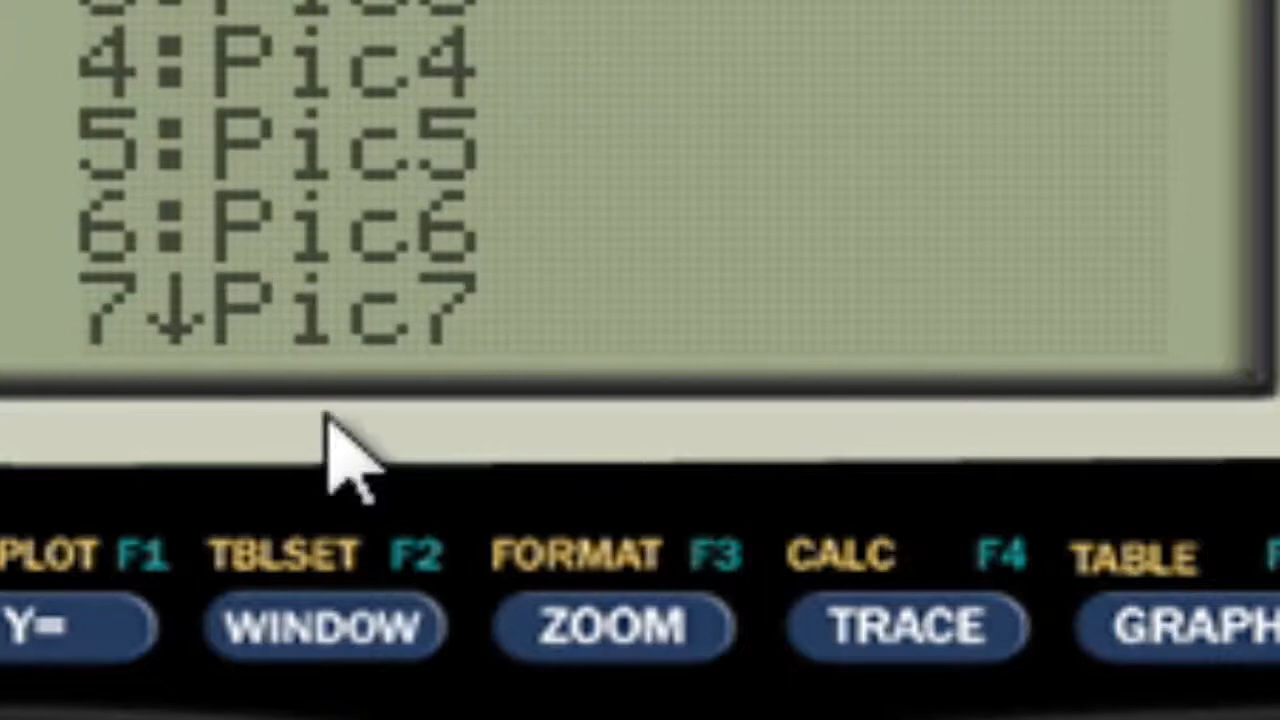 4:Pic4
5:Pic5
6:Pic6
7↓Pic7
PLOT F1 TBLSET F2 FORMAT F3 CALC F4 TABLE
Y= WINDOW ZOOM TRACE GRAPH